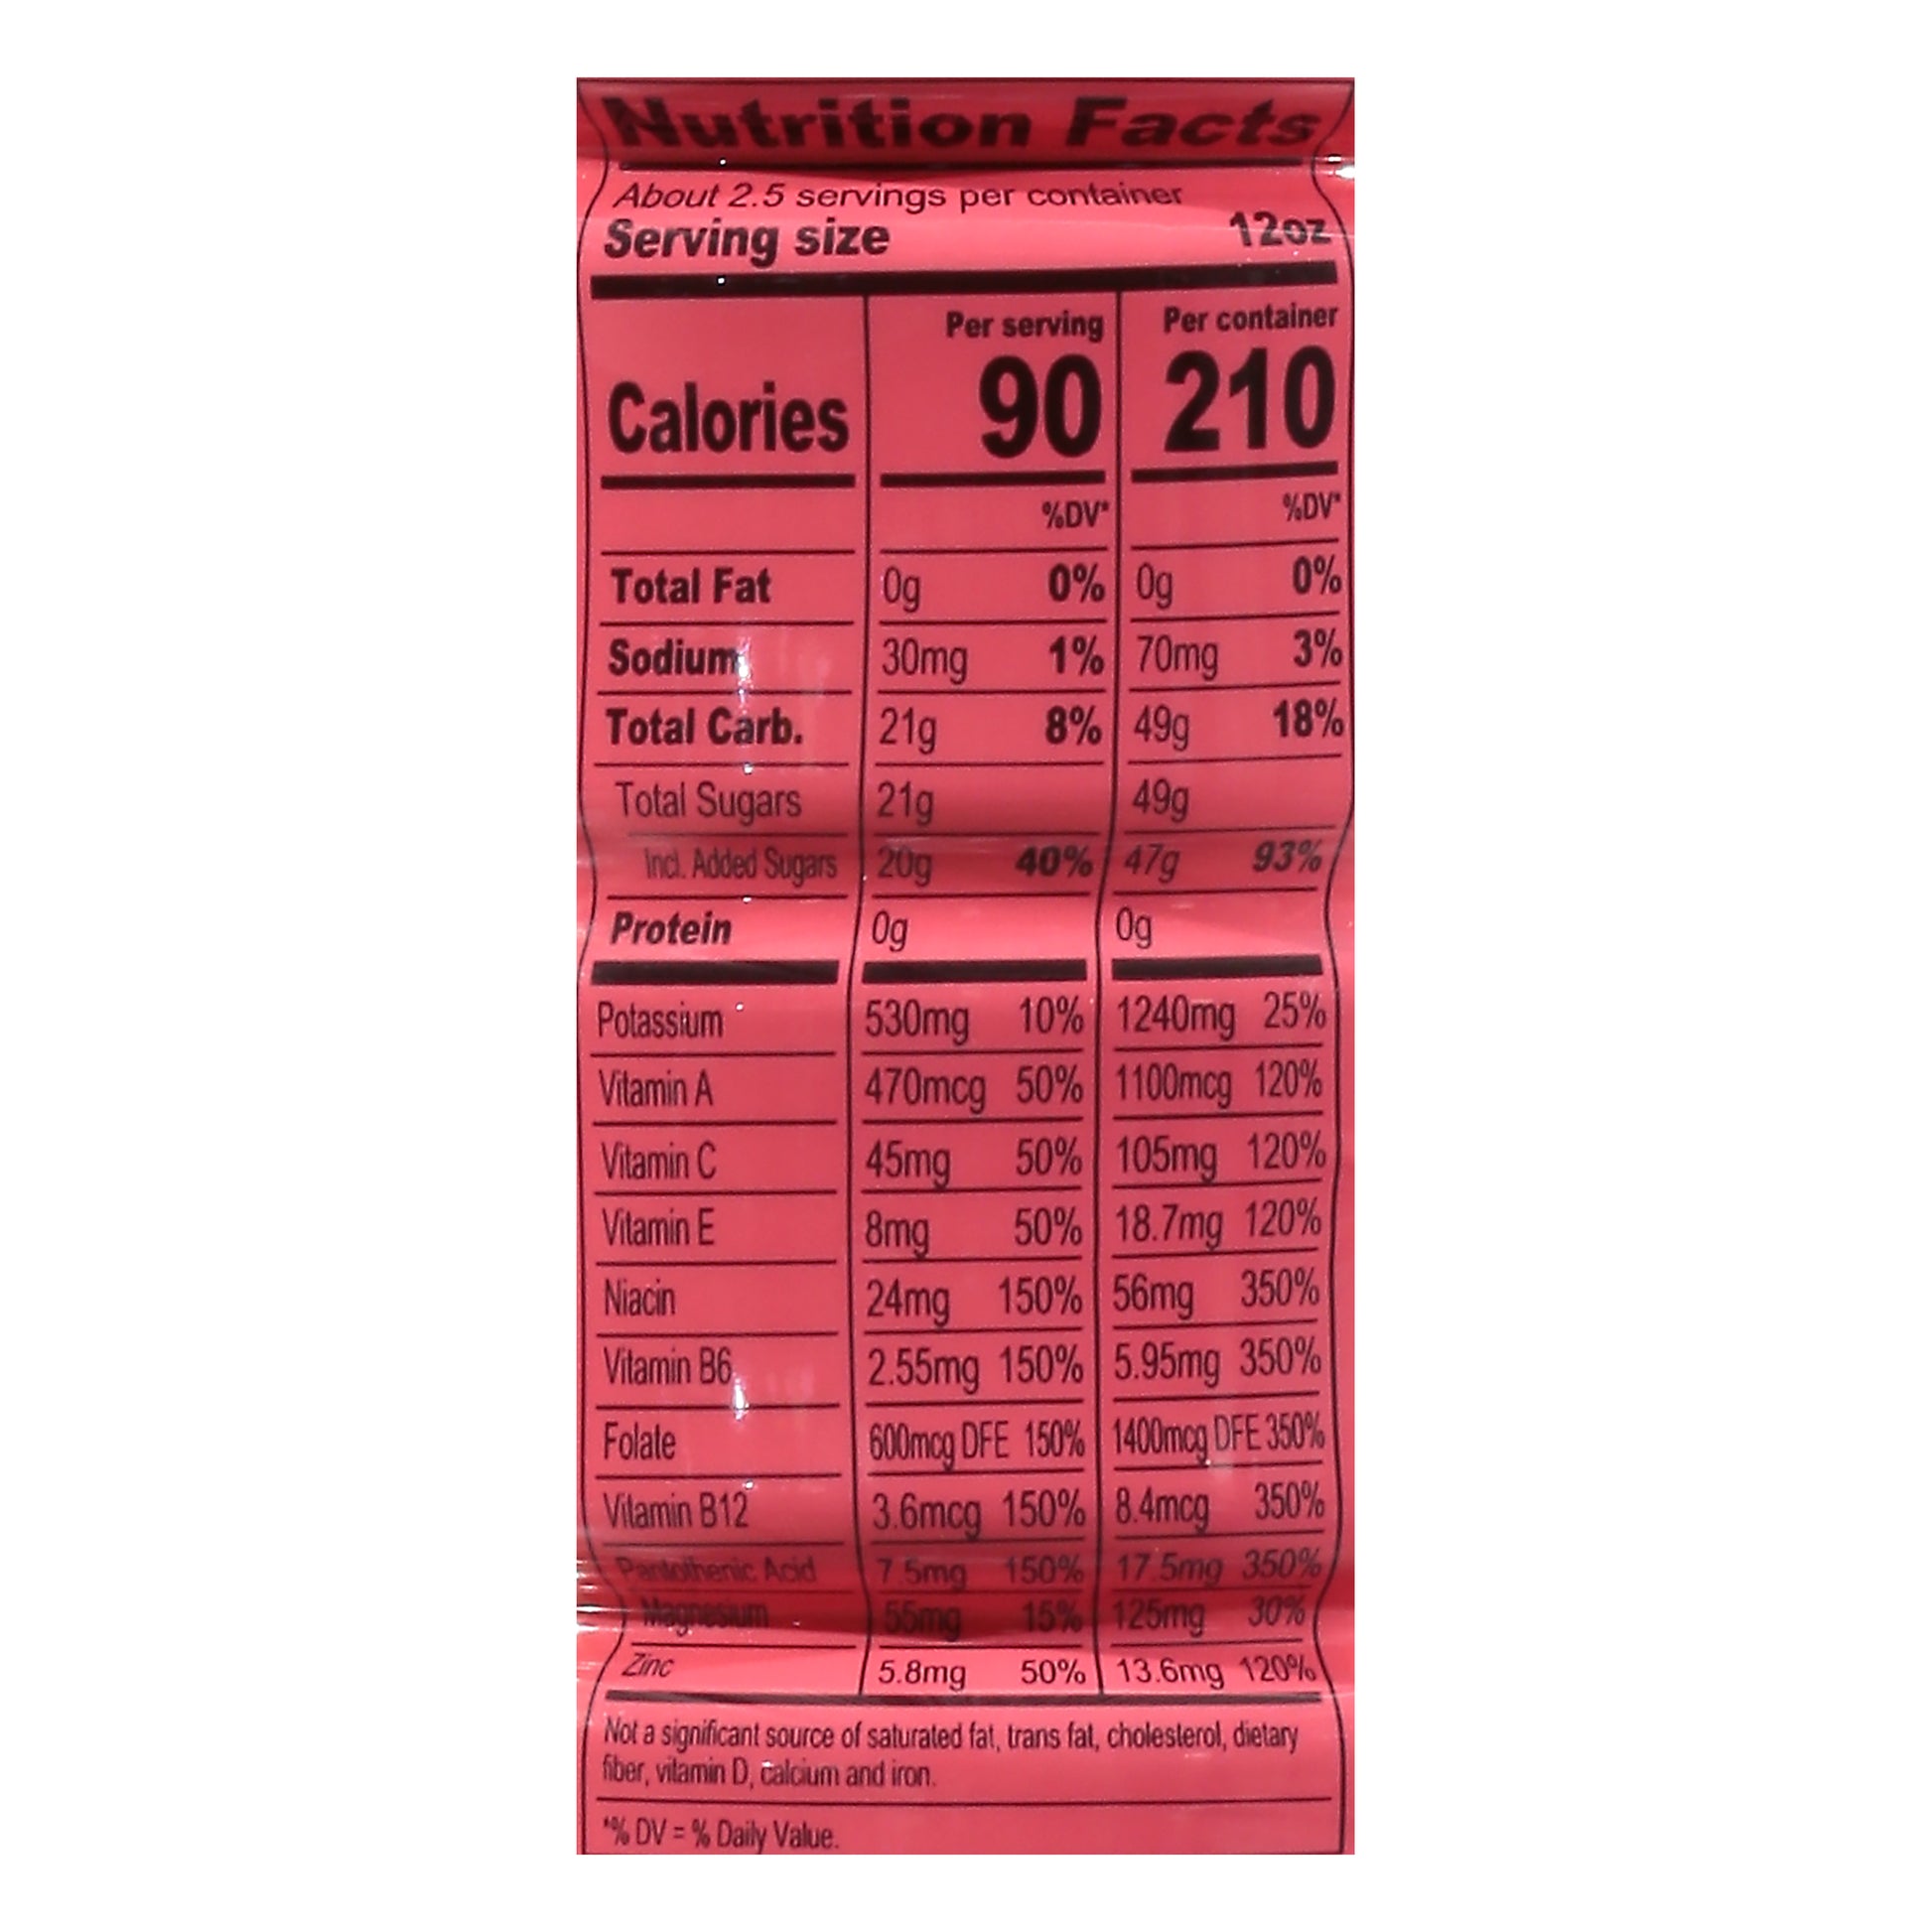 Nutrition Facts
About 2.5 servings per container
Serving size 12oz
Per serving Per container
Calories 90 210
%DV* %DV*
Total Fat 0g 0% 0g 0%
Sodium 30mg 1% 70mg 3%
Total Carb. 21g 8% 49g 18%
Total Sugars 21g 49g
Incl. Added Sugars 20g 40% 47g 93%
Protein 0g 0g
Potassium 530mg 10% 1240mg 25%
Vitamin A 470mcg 50% 1100mcg 120%
Vitamin C 45mg 50% 105mg 120%
Vitamin E 8mg 50% 18.7mg 120%
Niacin 24mg 150% 56mg 350%
Vitamin B6 2.55mg 150% 5.95mg 350%
Folate 600mcg DFE 150% 1400mcg DFE 350%
Vitamin B12 3.6mcg 150% 8.4mcg 350%
Pantothenic Acid 7.5mg 150% 17.5mg 350%
Magnesium 55mg 15% 125mg 30%
Zinc 5.8mg 50% 13.6mg 120%
Not a significant source of saturated fat, trans fat, cholesterol, dietary
fiber, vitamin D, calcium and iron.
*% DV = % Daily Value.